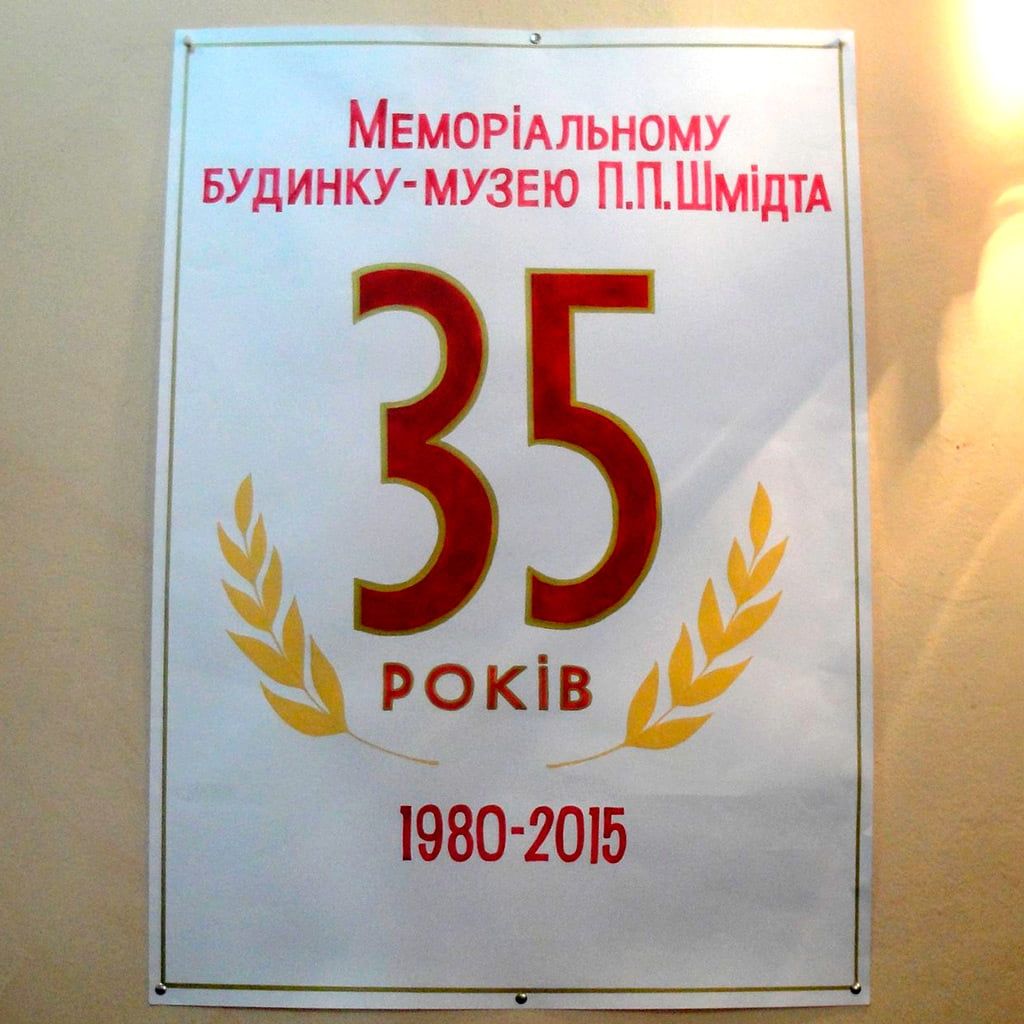 Меморіальному
будинку-музею П.П.Шмідта
35
років
1980-2015